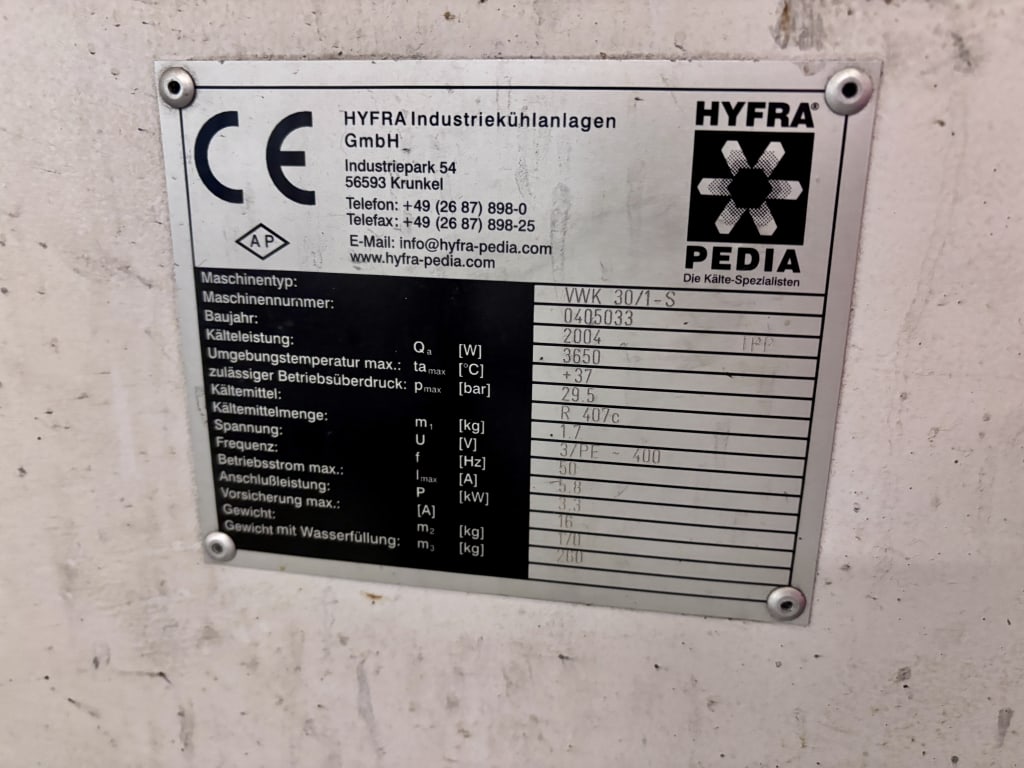 CE
HYFRA Industriekühlanlagen
GmbH
Industriepark 54
56593 Krunkel
Telefon: +49 (26 87) 898-0
Telefax: +49 (26 87) 898-25
E-Mail: info@hyfra-pedia.com
www.hyfra-pedia.com
AP
HYFRA®
PEDIA
Die Kälte-Spezialisten
Maschinentyp: VWK 30/1-S
Maschinennummer: 0405033
Baujahr: 2004
Kälteleistung: Qa [W] 3650
Umgebungstemperatur max.: ta max [°C] +37
zulässiger Betriebsüberdruck: pmax [bar] 29.5
Kältemittel: R 407c
Kältemittelmenge: m1 [kg] 1.7
Spannung: U [V] 3/PE ~ 400
Frequenz: f [Hz] 50
Betriebsstrom max.: Imax [A] 5.8
Anschlußleistung: P [kW] 3.3
Vorsicherung max.: [A] 16
Gewicht: m2 [kg] 170
Gewicht mit Wasserfüllung: m3 [kg] 260